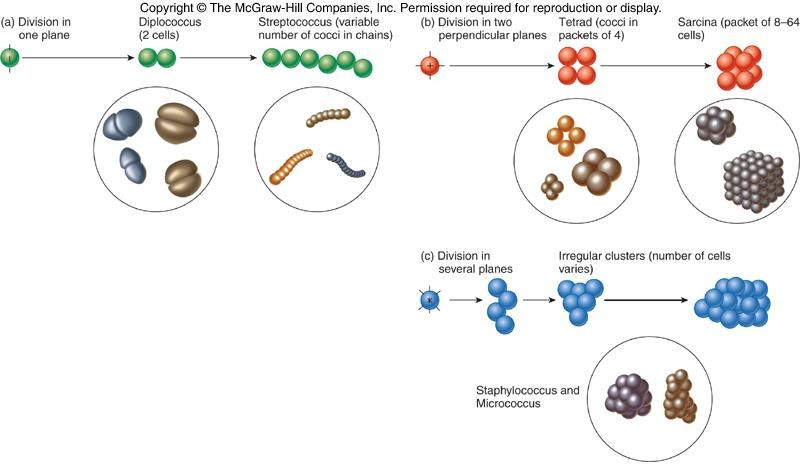 Copyright © The McGraw-Hill Companies, Inc. Permission required for reproduction or display.
(a) Division in
one plane
Diplococcus
(2 cells)
Streptococcus (variable
number of cocci in chains)
(b) Division in two
perpendicular planes
Tetrad (cocci in
packets of 4)
Sarcina (packet of 8–64
cells)
(c) Division in
several planes
Irregular clusters (number of cells
varies)
Staphylococcus and
Micrococcus